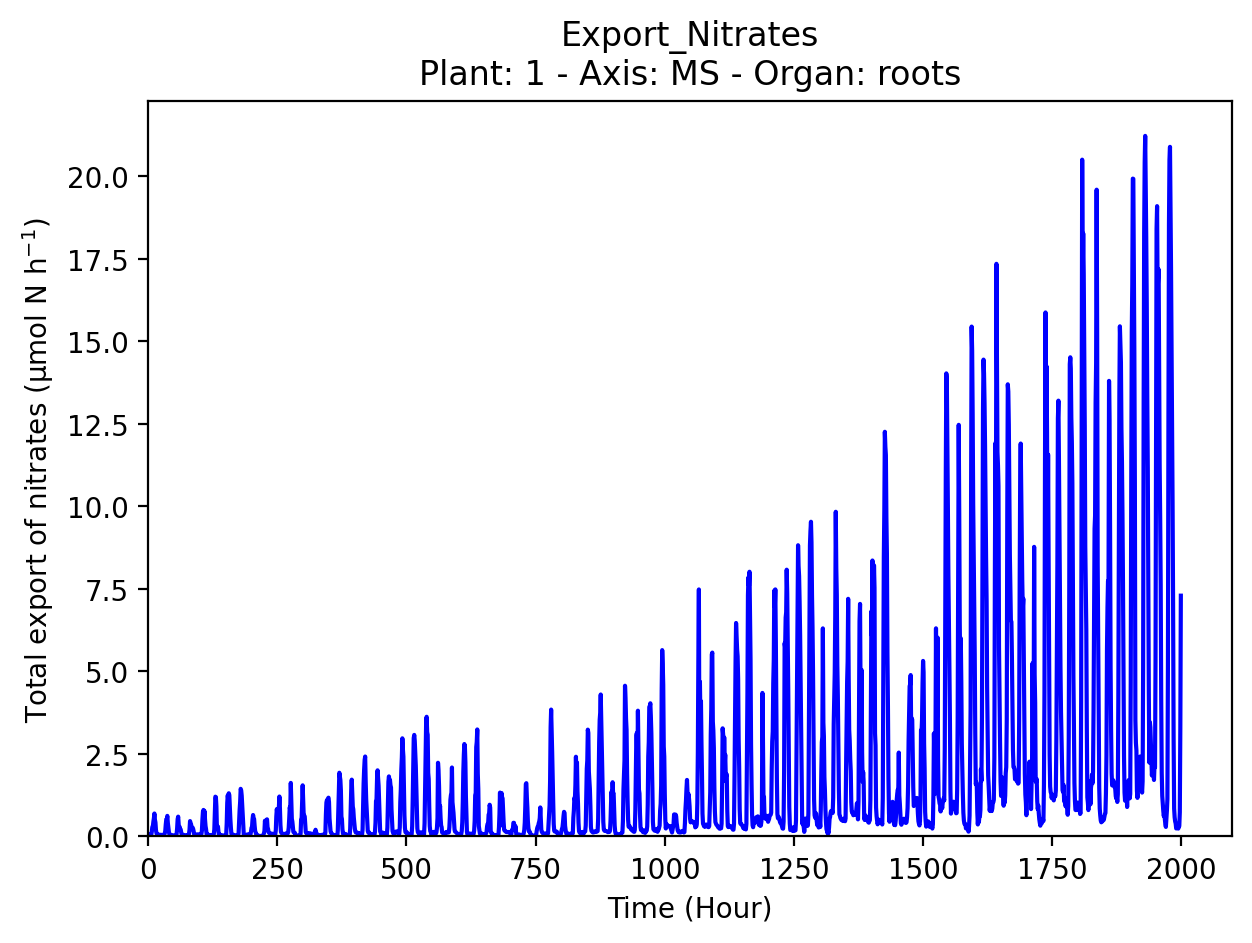 Export_Nitrates
Plant: 1 - Axis: MS - Organ: roots
Total export of nitrates (µmol N h⁻¹)
20.0
17.5
15.0
12.5
10.0
7.5
5.0
2.5
0.0
0 250 500 750 1000 1250 1500 1750 2000
Time (Hour)